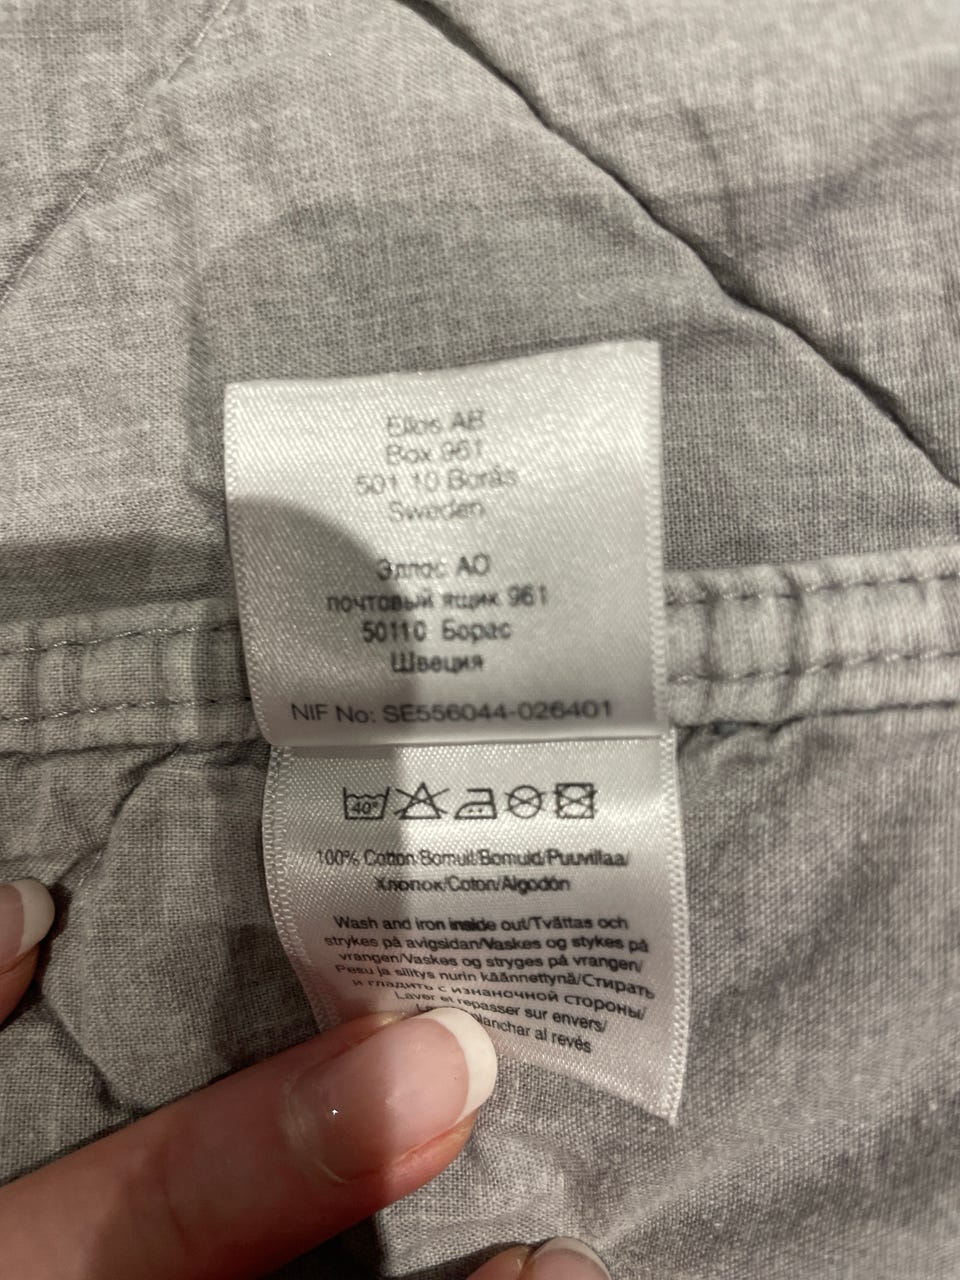 Ellos AB
Box 961
501 10 Borås
Sweden
Эллос АО
почтовый ящик 961
50110 Борас
Швеция
NIF No: SE556044-026401
40°
100% Cotton/Bomull/Bomuld/Puuvillaa/
Хлопок/Coton/Algodón
Wash and iron inside out/Tvättas och
strykes på avigsidan/Vaskes og stykes på
vrangen/Vaskes og stryges på vrangen/
Pesu ja silitys nurin käännettynä/Стирать
и гладить с изнаночной стороны/
Laver et repasser sur envers/
planchar al revés